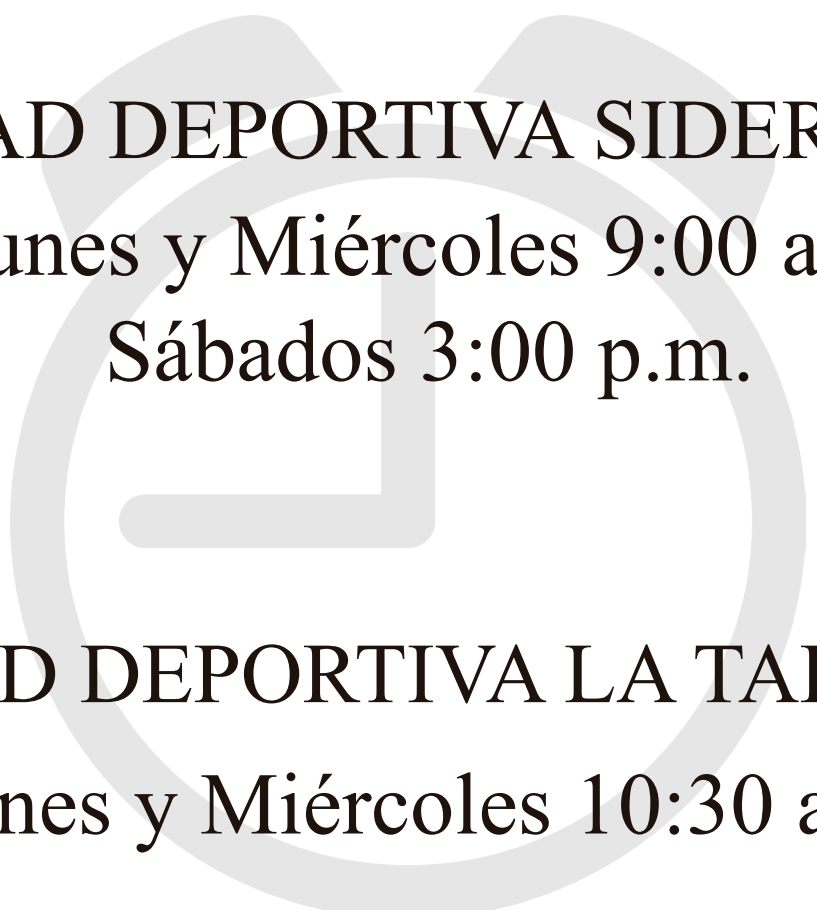 AD DEPORTIVA SIDER
unes y Miércoles 9:00 a
Sábados 3:00 p.m.
D DEPORTIVA LA TA
nes y Miércoles 10:30 a